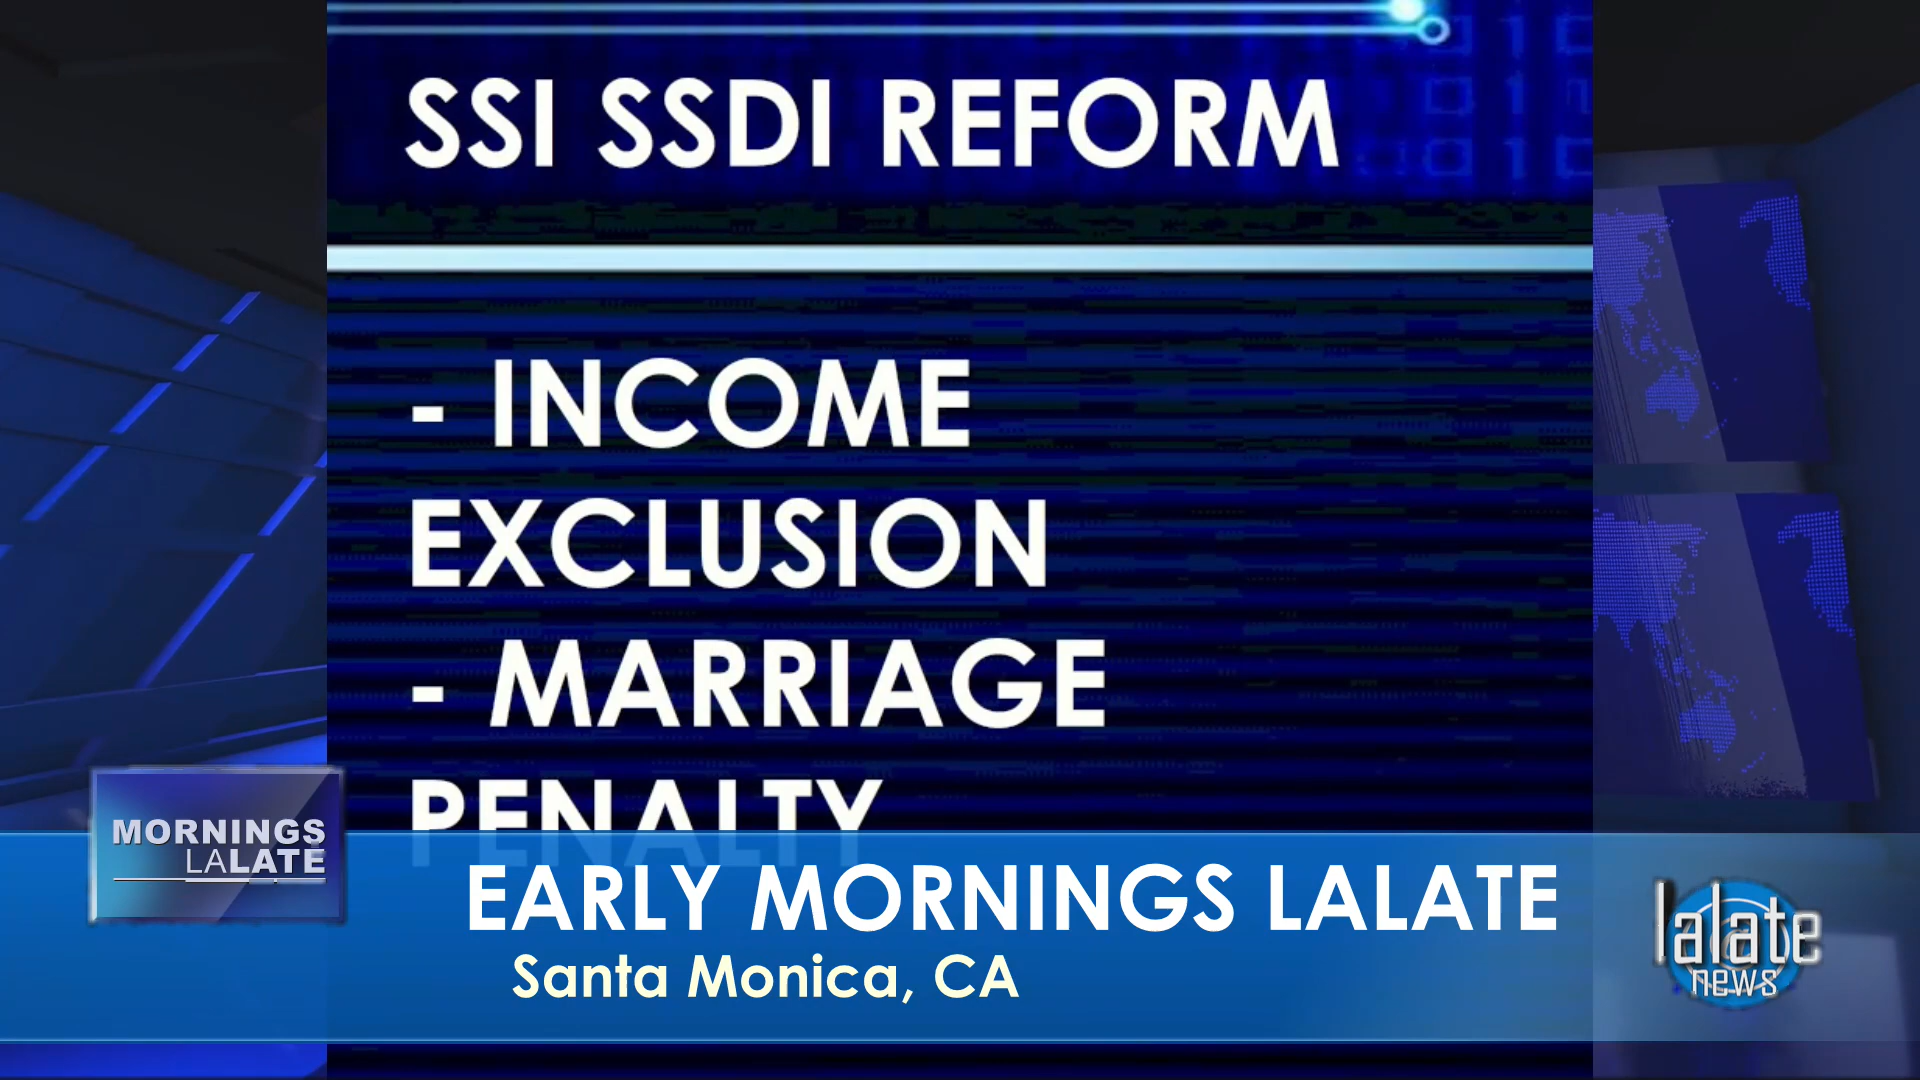 SSI SSDI REFORM
- INCOME
EXCLUSION
- MARRIAGE
PENALTY
MORNINGS
LALATE
EARLY MORNINGS LALATE
Santa Monica, CA
lalate
news